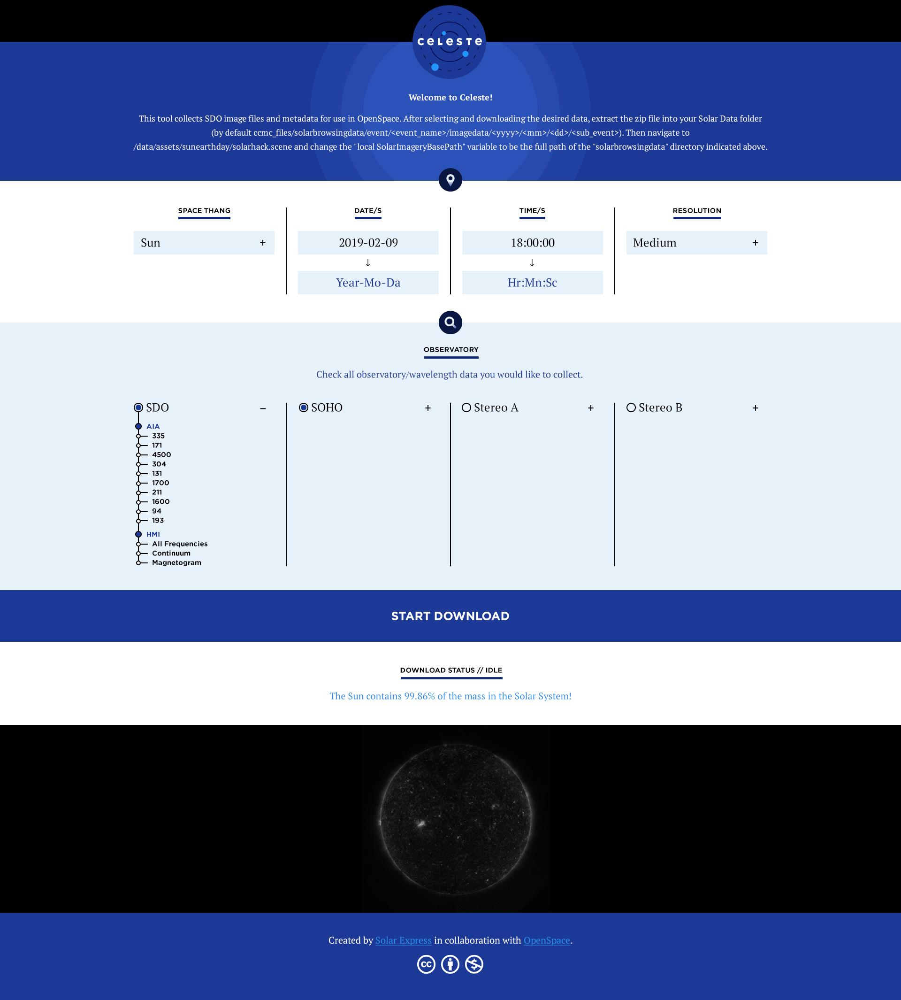 CELESTE
Welcome to Celeste!
This tool collects SDO image files and metadata for use in OpenSpace. After selecting and downloading the desired data, extract the zip file into your Solar Data folder
(by default ccmc_files/solarbrowsingdata/event/<event_name>/imagedata/<yyyy>/<mm>/<dd>/<sub_event>). Then navigate to
/data/assets/sunearthday/solarhack.scene and change the "local SolarImageryBasePath" variable to be the full path of the "solarbrowsingdata" directory indicated above.
SPACE THANG
Sun +
DATE/S
2019-02-09
↓
Year-Mo-Da
TIME/S
18:00:00
↓
Hr:Mn:Sc
RESOLUTION
Medium +
OBSERVATORY
Check all observatory/wavelength data you would like to collect.
SDO –
AIA
335
171
4500
304
131
1700
211
1600
94
193
HMI
All Frequencies
Continuum
Magnetogram
SOHO +
Stereo A +
Stereo B +
START DOWNLOAD
DOWNLOAD STATUS // IDLE
The Sun contains 99.86% of the mass in the Solar System!
Created by Solar Express in collaboration with OpenSpace.
cc